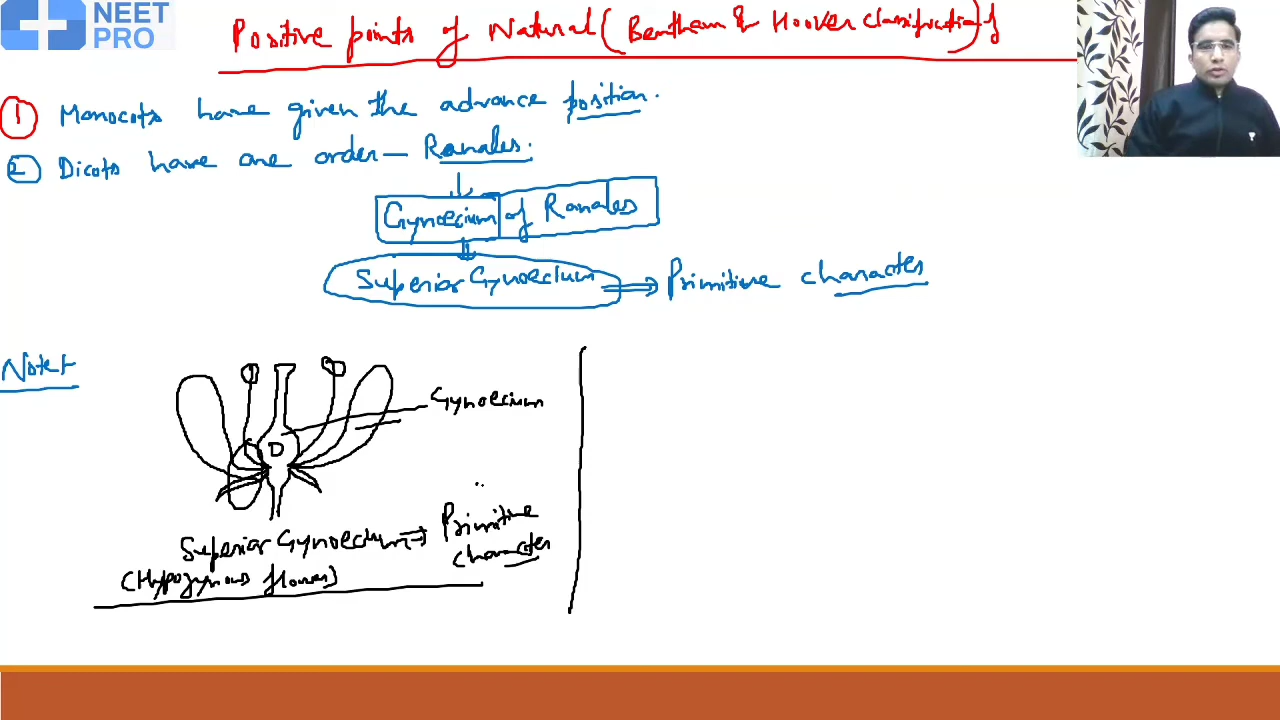 NEET
PRO
Positive points of Natural (Bentham & Hoover classification) :
① Monocots have given the advance position.
② Dicots have one order – Ranales.
Gynoecium of Ranales
Superior Gynoecium ⇒ Primitive character
Note :
Gynoecium
Superior Gynoecium ⇒ Primitive character
(Hypogynous flower)